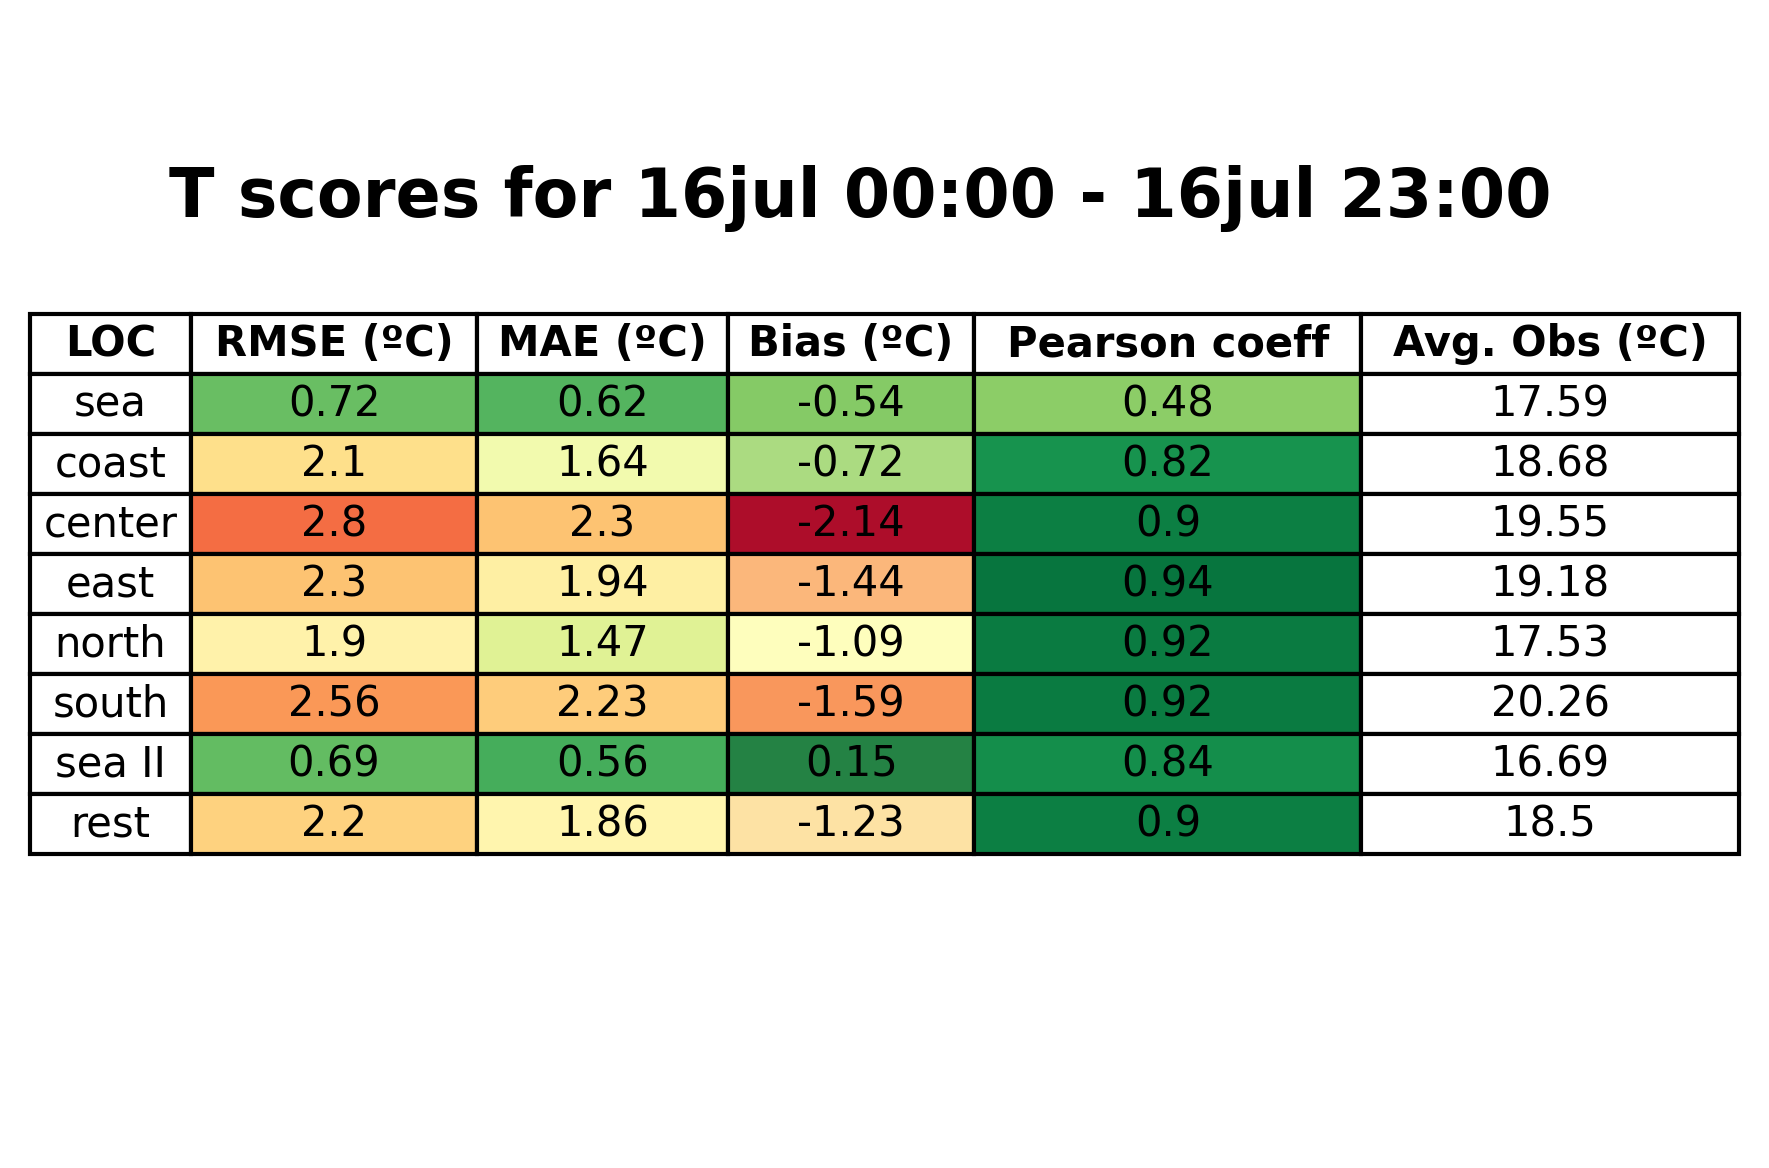 T scores for 16jul 00:00 - 16jul 23:00
LOC RMSE (ºC) MAE (ºC) Bias (ºC) Pearson coeff Avg. Obs (ºC)
sea 0.72 0.62 -0.54 0.48 17.59
coast 2.1 1.64 -0.72 0.82 18.68
center 2.8 2.3 -2.14 0.9 19.55
east 2.3 1.94 -1.44 0.94 19.18
north 1.9 1.47 -1.09 0.92 17.53
south 2.56 2.23 -1.59 0.92 20.26
sea II 0.69 0.56 0.15 0.84 16.69
rest 2.2 1.86 -1.23 0.9 18.5